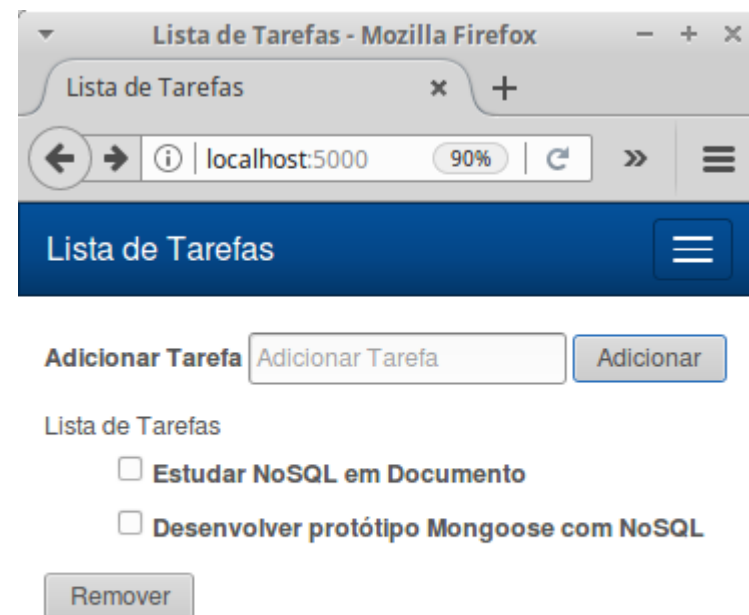 Lista de Tarefas - Mozilla Firefox
Lista de Tarefas
localhost:5000 90%
Lista de Tarefas
Adicionar Tarefa Adicionar Tarefa Adicionar
Lista de Tarefas
Estudar NoSQL em Documento
Desenvolver protótipo Mongoose com NoSQL
Remover